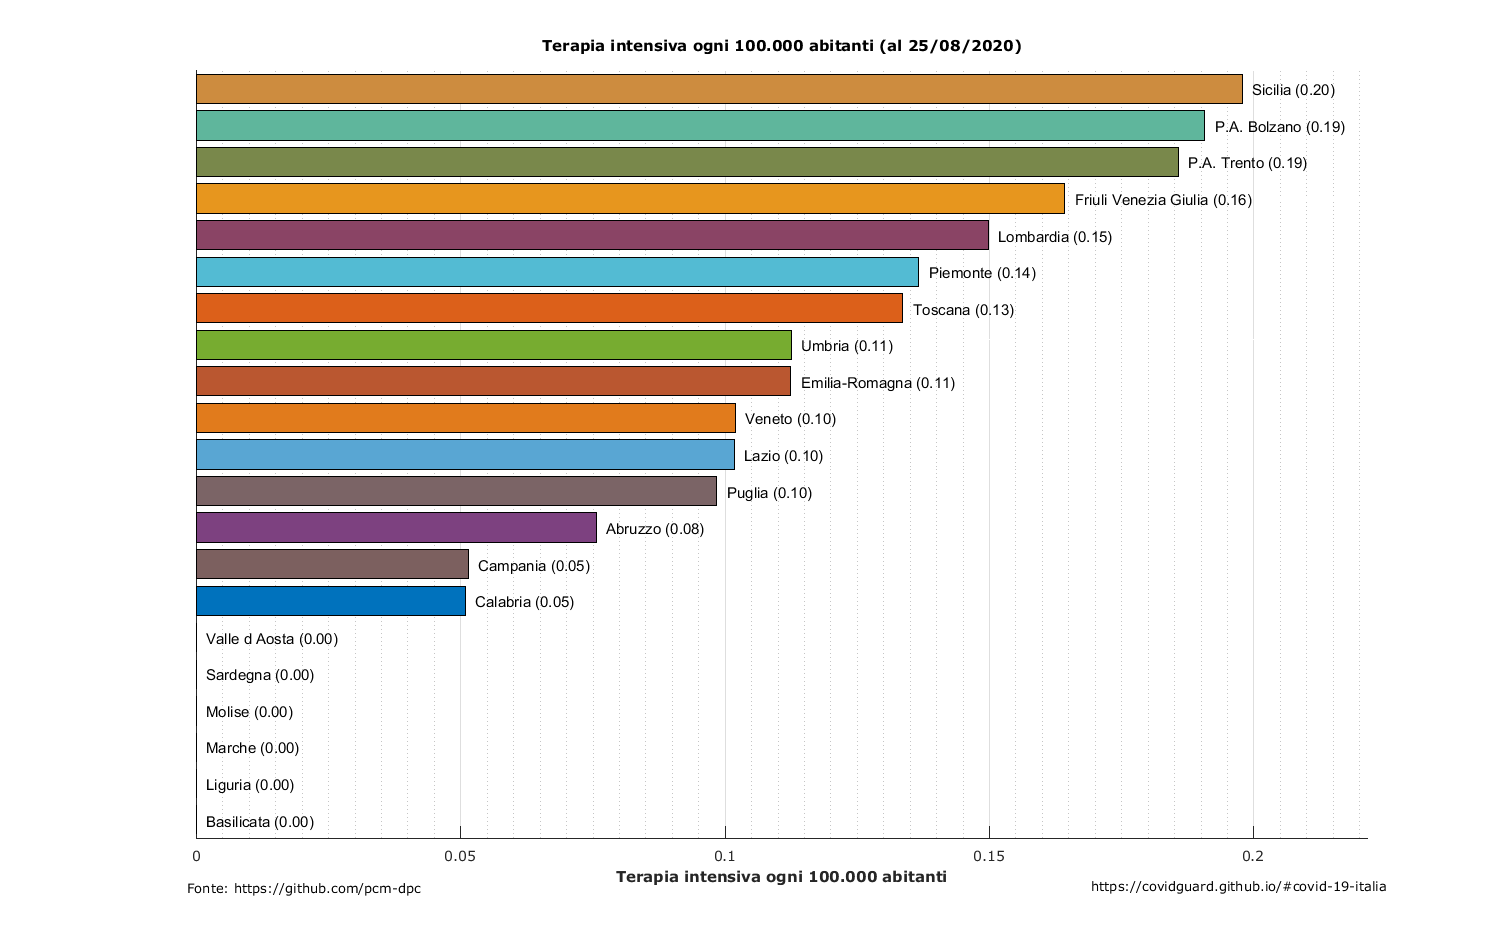 Terapia intensiva ogni 100.000 abitanti (al 25/08/2020)
Sicilia (0.20)
P.A. Bolzano (0.19)
P.A. Trento (0.19)
Friuli Venezia Giulia (0.16)
Lombardia (0.15)
Piemonte (0.14)
Toscana (0.13)
Umbria (0.11)
Emilia-Romagna (0.11)
Veneto (0.10)
Lazio (0.10)
Puglia (0.10)
Abruzzo (0.08)
Campania (0.05)
Calabria (0.05)
Valle d Aosta (0.00)
Sardegna (0.00)
Molise (0.00)
Marche (0.00)
Liguria (0.00)
Basilicata (0.00)
0 0.05 0.1 0.15 0.2
Terapia intensiva ogni 100.000 abitanti
Fonte: https://github.com/pcm-dpc
https://covidguard.github.io/#covid-19-italia